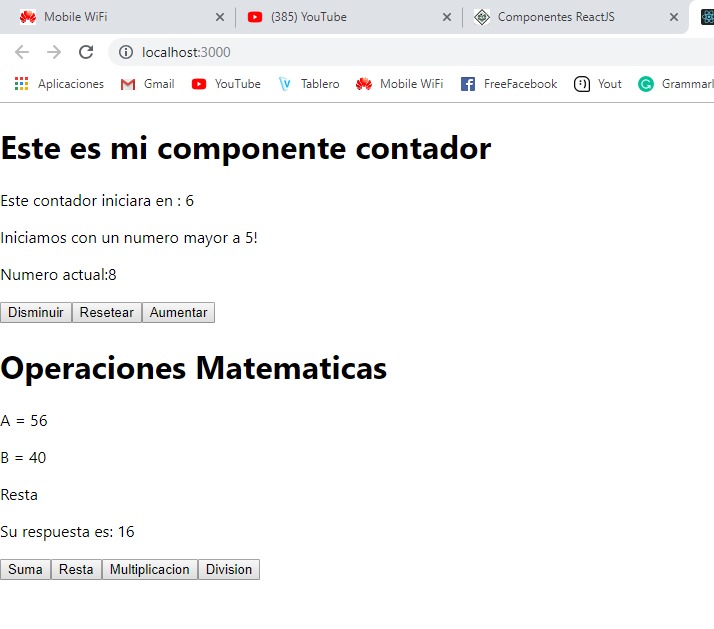 Mobile WiFi (385) YouTube Componentes ReactJS
localhost:3000
Aplicaciones Gmail YouTube Tablero Mobile WiFi FreeFacebook Yout Grammarl
Este es mi componente contador
Este contador iniciara en : 6
Iniciamos con un numero mayor a 5!
Numero actual:8
Disminuir Resetear Aumentar
Operaciones Matematicas
A = 56
B = 40
Resta
Su respuesta es: 16
Suma Resta Multiplicacion Division